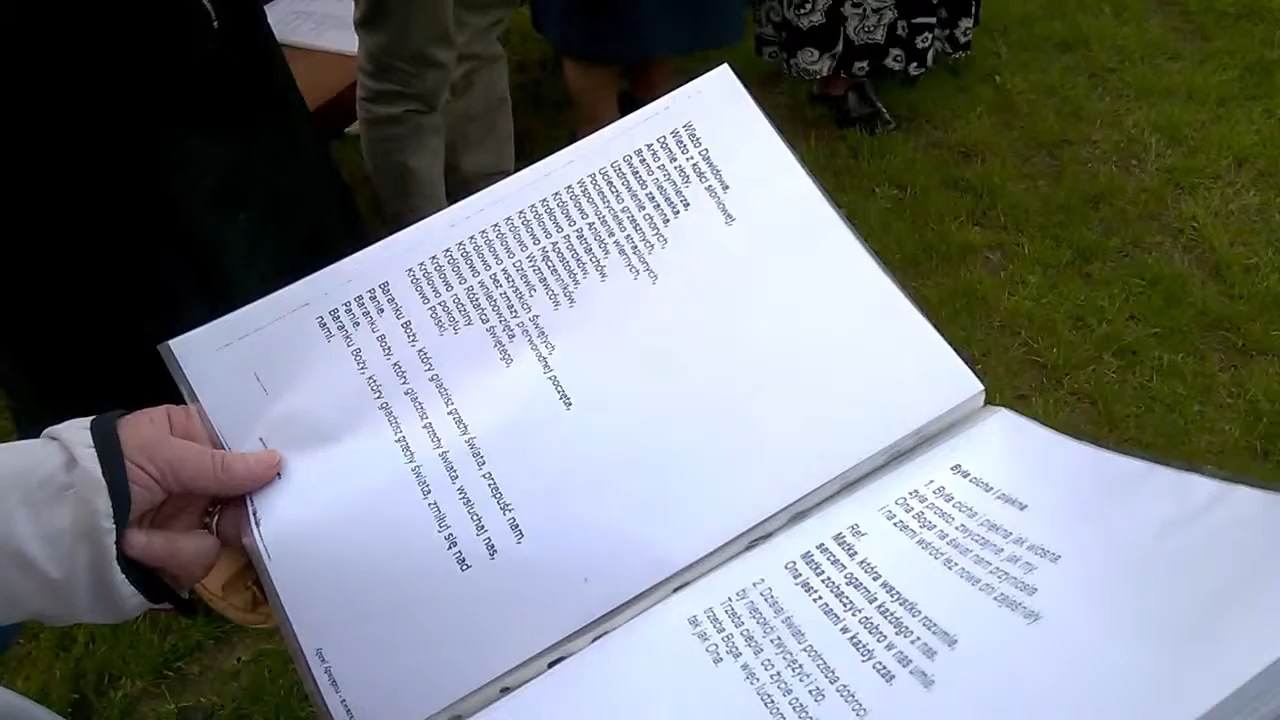 Wieżo Dawidowa,
Wieżo z kości słoniowej,
Domie złoty,
Arko przymierza,
Bramo niebieska,
Gwiazdo zaranna,
Uzdrowienie chorych,
Ucieczko grzesznych,
Pocieszycielko strapionych,
Wspomożenie wiernych,
Królowo Aniołów,
Królowo Patriarchów,
Królowo Proroków,
Królowo Apostołów,
Królowo Męczenników,
Królowo Wyznawców,
Królowo Dziewic,
Królowo wszystkich Świętych,
Królowo bez zmazy pierworodnej poczęta,
Królowo wniebowzięta,
Królowo Różańca świętego,
Królowo rodziny
Królowo pokoju,
Królowo Polski,
Baranku Boży, który gładzisz grzechy świata, przepuść nam,
Panie.
Baranku Boży, który gładzisz grzechy świata, wysłuchaj nas,
Panie.
Baranku Boży, który gładzisz grzechy świata, zmiłuj się nad
nami.
Była cicha i piękna
1. Była cicha i piękna jak wiosna,
żyła prosto, zwyczajnie, jak my.
Ona Boga na świat nam przyniosła
i na ziemi wśród łez nowe dni zajaśniały
Ref.
Matka, która wszystko rozumie,
sercem ogarnia każdego z nas.
Matka zobaczyć dobro w nas umie,
Ona jest z nami w każdy czas.
2. Dzisiaj światu potrzeba dobroci
by niepokój zwyciężyć i zło.
Trzeba ciepła, co życie
trzeba Boga, więc ludziom
tak jak Ona.